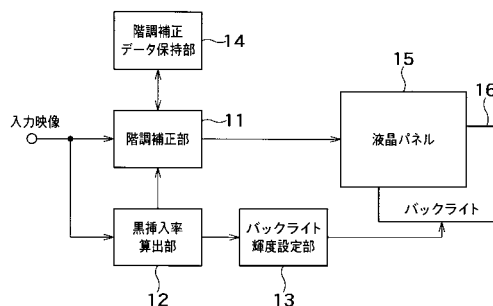 階調補正
データ保持部
14
15
16
入力映像
11
階調補正部
液晶パネル
バックライト
黒挿入率
算出部
バックライト
輝度設定部
12
13